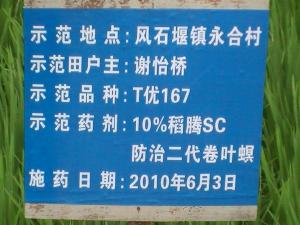 示范地点:风石堰镇永合村
示范田户主:谢怡桥
示范品种:T优167
示范药剂:10%稻腾SC
防治二代卷叶螟
施药日期:2010年6月3日